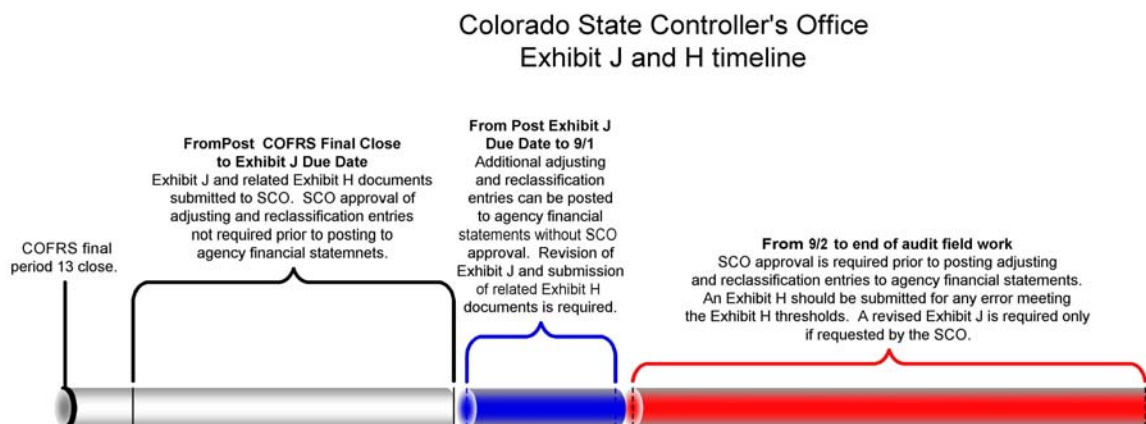 Colorado State Controller's Office
Exhibit J and H timeline
COFRS final
period 13 close.
FromPost COFRS Final Close
to Exhibit J Due Date
Exhibit J and related Exhibit H documents
submitted to SCO. SCO approval of
adjusting and reclassification entries
not required prior to posting to
agency financial statemnets.
From Post Exhibit J
Due Date to 9/1
Additional adjusting
and reclassification
entries can be posted
to agency financial
statements without SCO
approval. Revision of
Exhibit J and submission
of related Exhibit H
documents is required.
From 9/2 to end of audit field work
SCO approval is required prior to posting adjusting
and reclassification entries to agency financial statements.
An Exhibit H should be submitted for any error meeting
the Exhibit H thresholds. A revised Exhibit J is required only
if requested by the SCO.